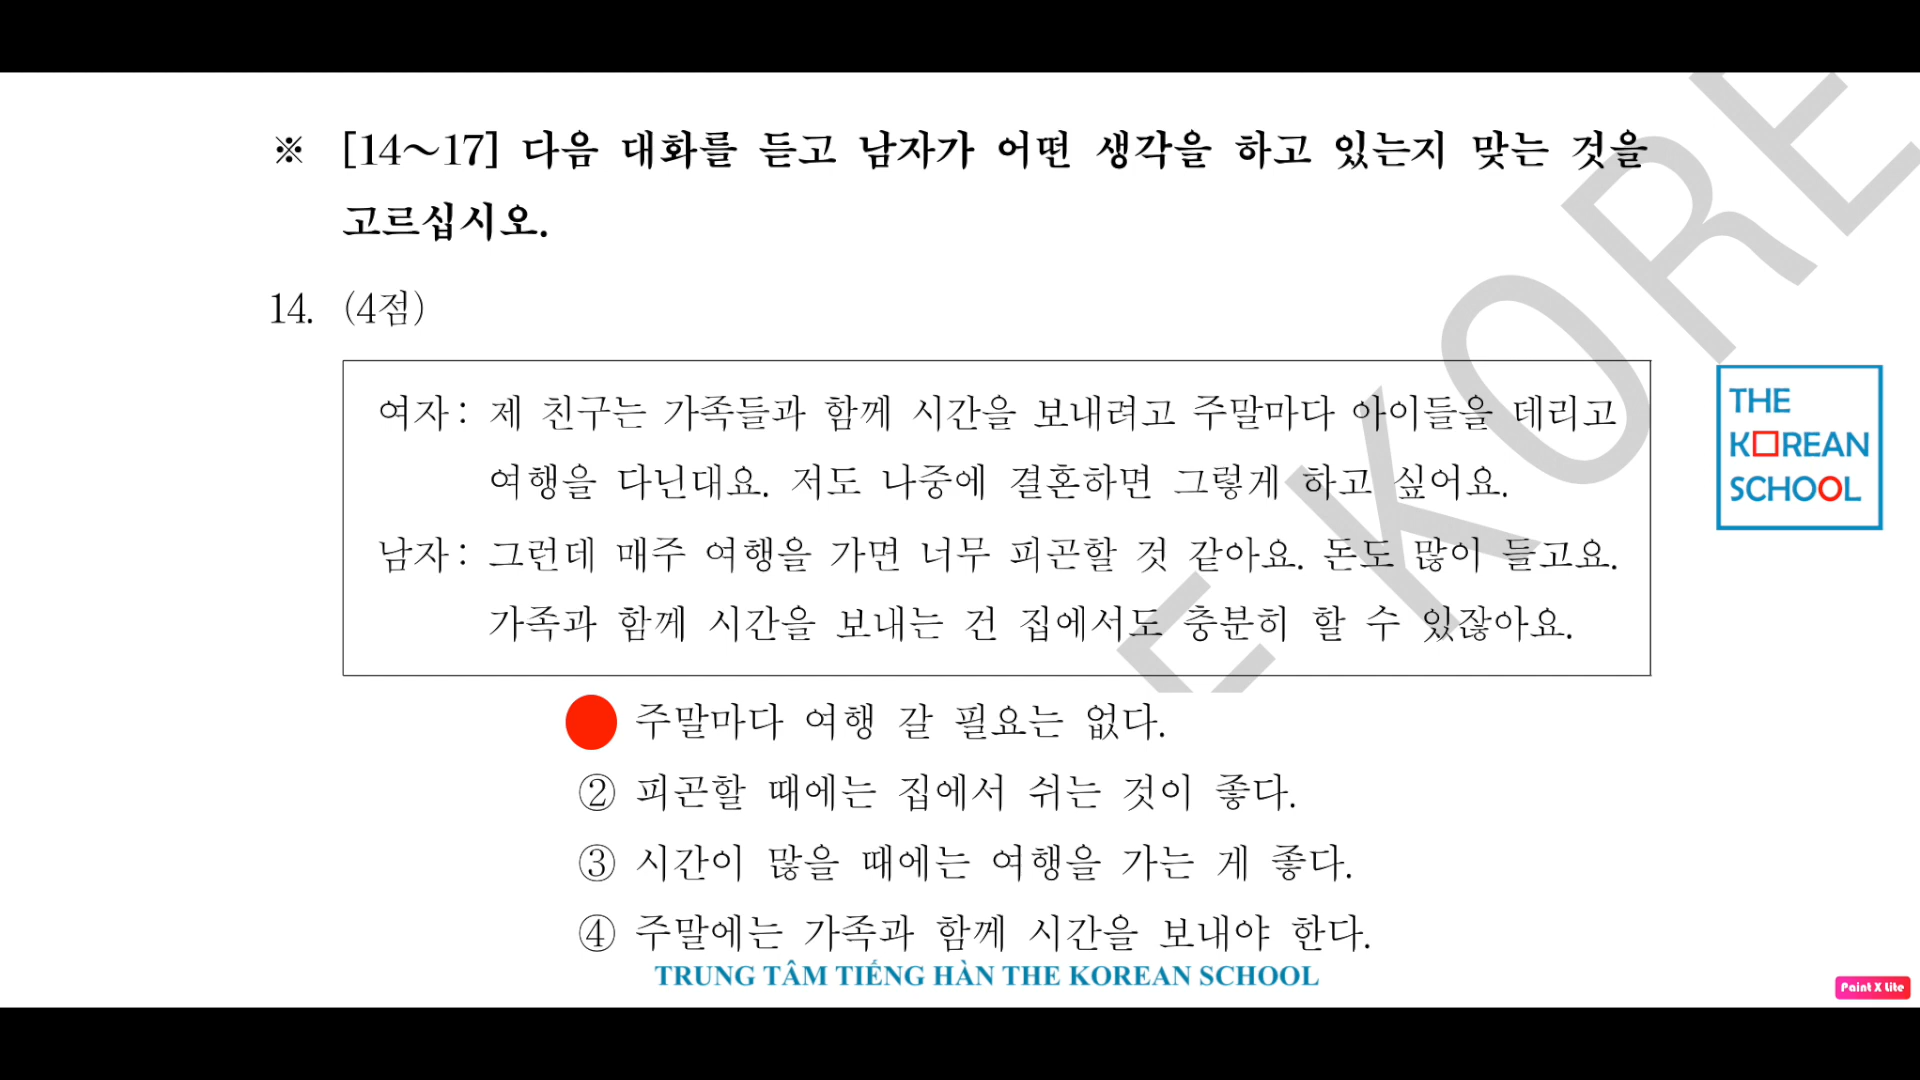 ※ [14～17] 다음 대화를 듣고 남자가 어떤 생각을 하고 있는지 맞는 것을
고르십시오.
14. (4점)
여자 : 제 친구는 가족들과 함께 시간을 보내려고 주말마다 아이들을 데리고
여행을 다닌대요. 저도 나중에 결혼하면 그렇게 하고 싶어요.
남자 : 그런데 매주 여행을 가면 너무 피곤할 것 같아요. 돈도 많이 들고요.
가족과 함께 시간을 보내는 건 집에서도 충분히 할 수 있잖아요.
주말마다 여행 갈 필요는 없다.
② 피곤할 때에는 집에서 쉬는 것이 좋다.
③ 시간이 많을 때에는 여행을 가는 게 좋다.
④ 주말에는 가족과 함께 시간을 보내야 한다.
TRUNG TÂM TIẾNG HÀN THE KOREAN SCHOOL
THE
KOREAN
SCHOOL
E KORE
Paint X Lite